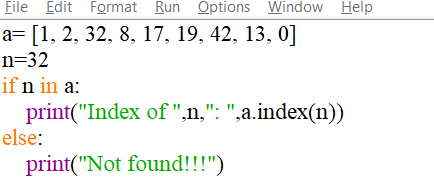 File Edit Format Run Options Window Help
a= [1, 2, 32, 8, 17, 19, 42, 13, 0]
n=32
if n in a:
    print("Index of ",n,": ",a.index(n))
else:
    print("Not found!!!")